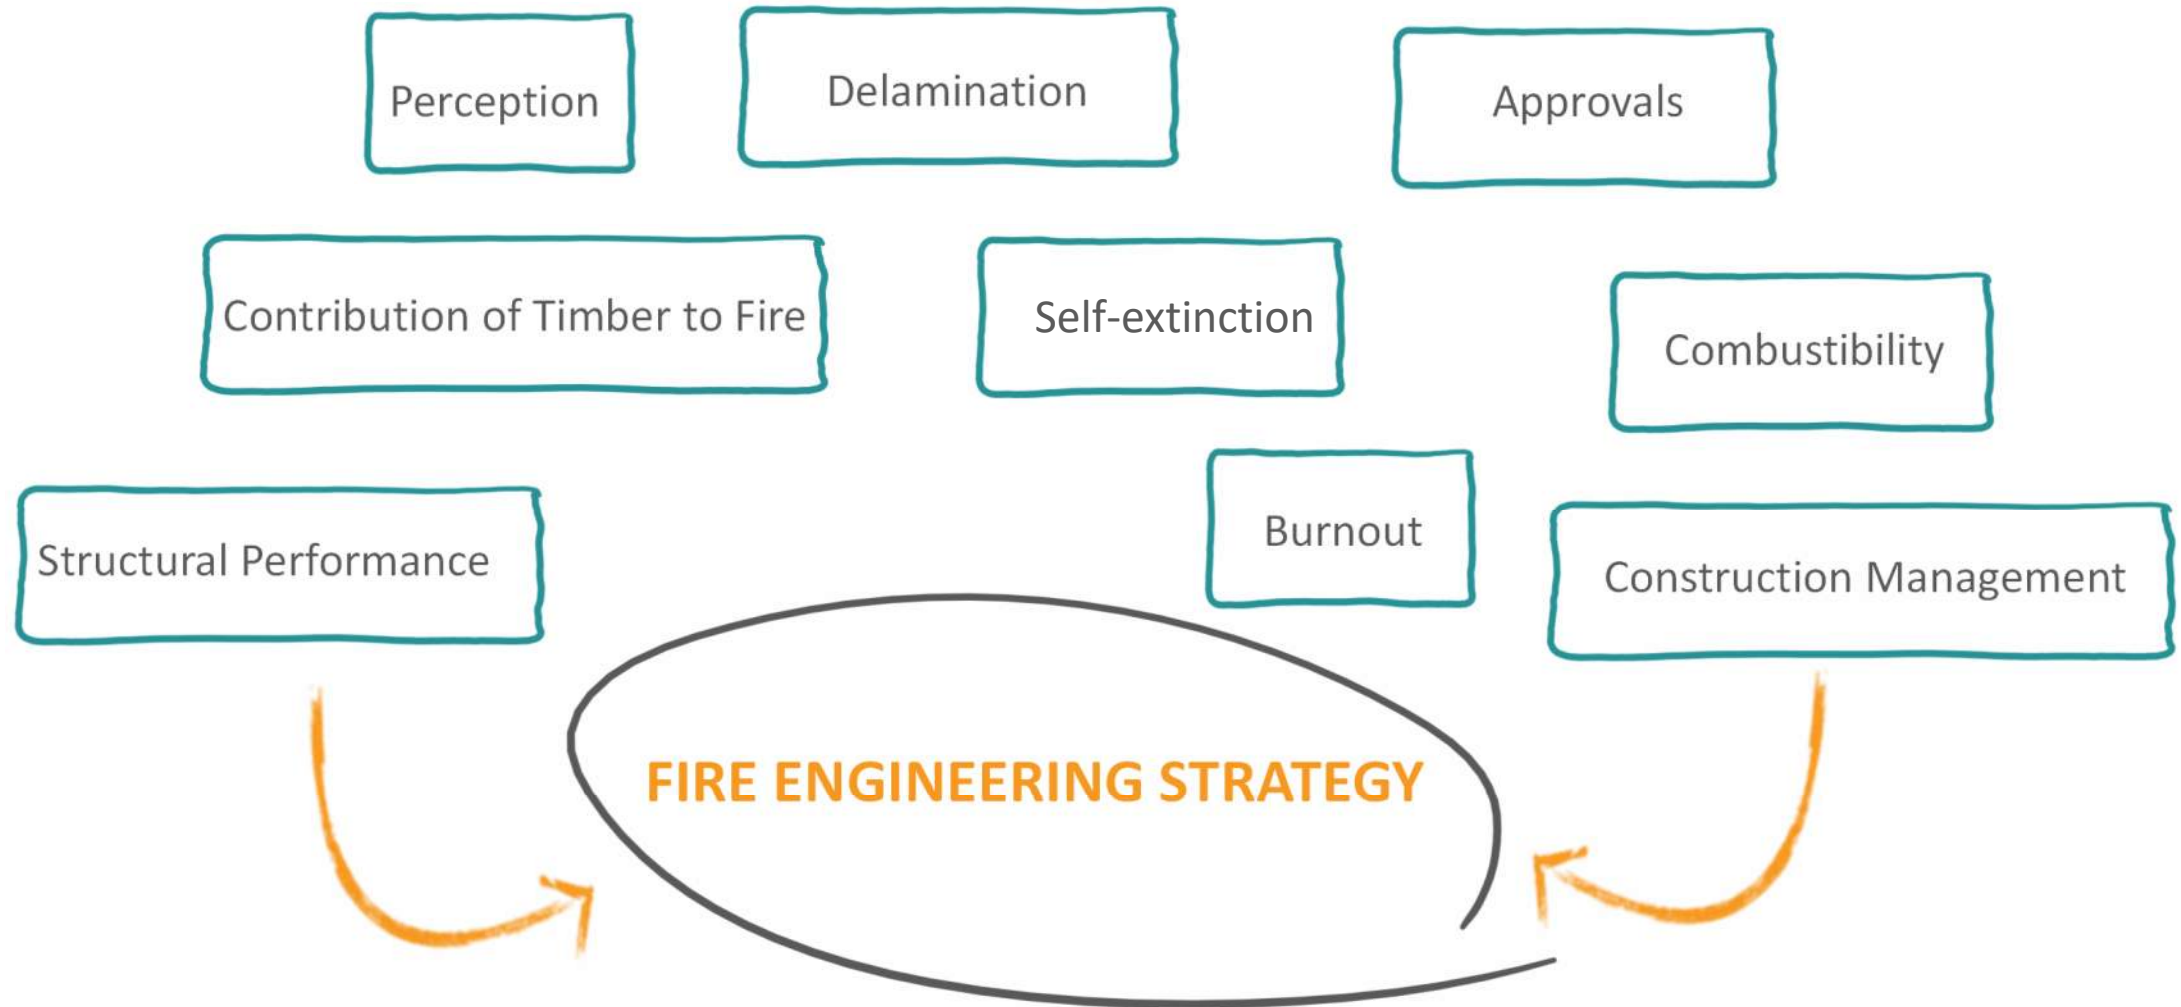 Perception
Delamination
Approvals
Contribution of Timber to Fire
Self-extinction
Combustibility
Burnout
Structural Performance
Construction Management
FIRE ENGINEERING STRATEGY